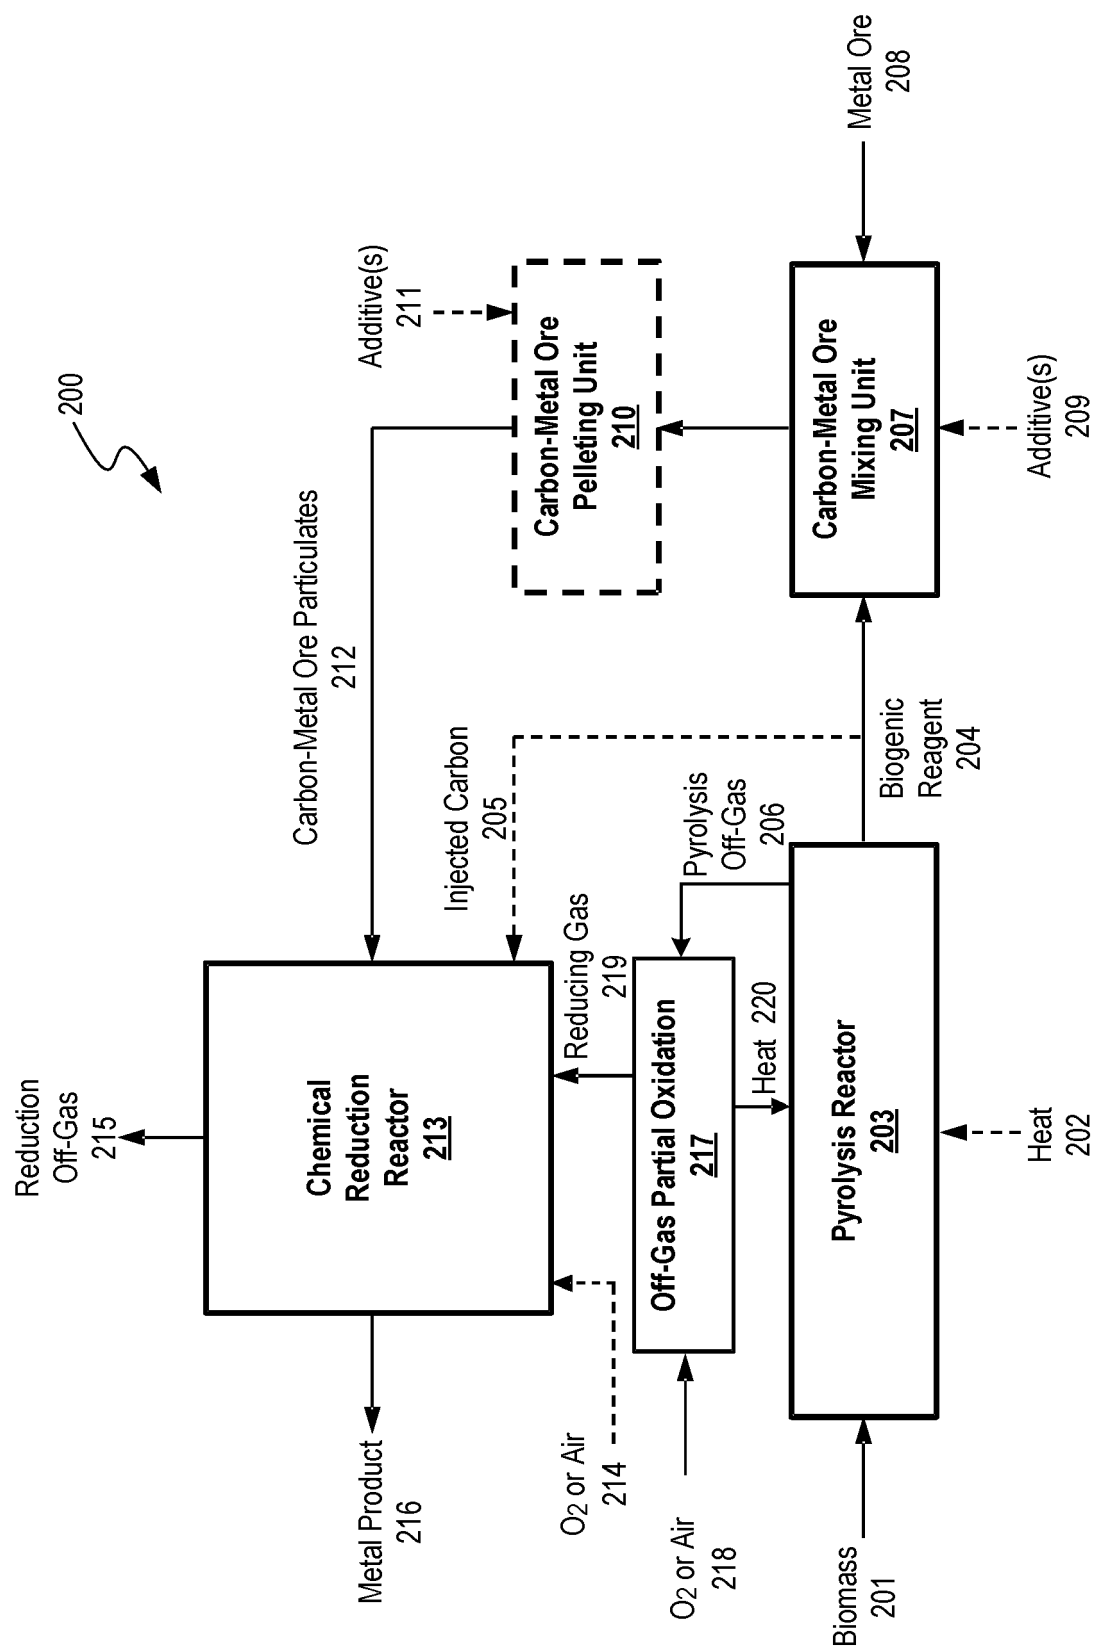 200
Reduction
Off-Gas
215
Carbon-Metal Ore Particulates
212
Metal Product
216
Chemical
Reduction
Reactor
213
Injected Carbon
205
Additive(s)
211
Carbon-Metal Ore
Pelleting Unit
210
O2 or Air
214
Reducing Gas
219
Off-Gas Partial Oxidation
217
Pyrolysis
Off-Gas
206
O2 or Air
218
Heat 220
Biomass
201
Pyrolysis Reactor
203
Biogenic
Reagent
204
Carbon-Metal Ore
Mixing Unit
207
Metal Ore
208
Heat
202
Additive(s)
209